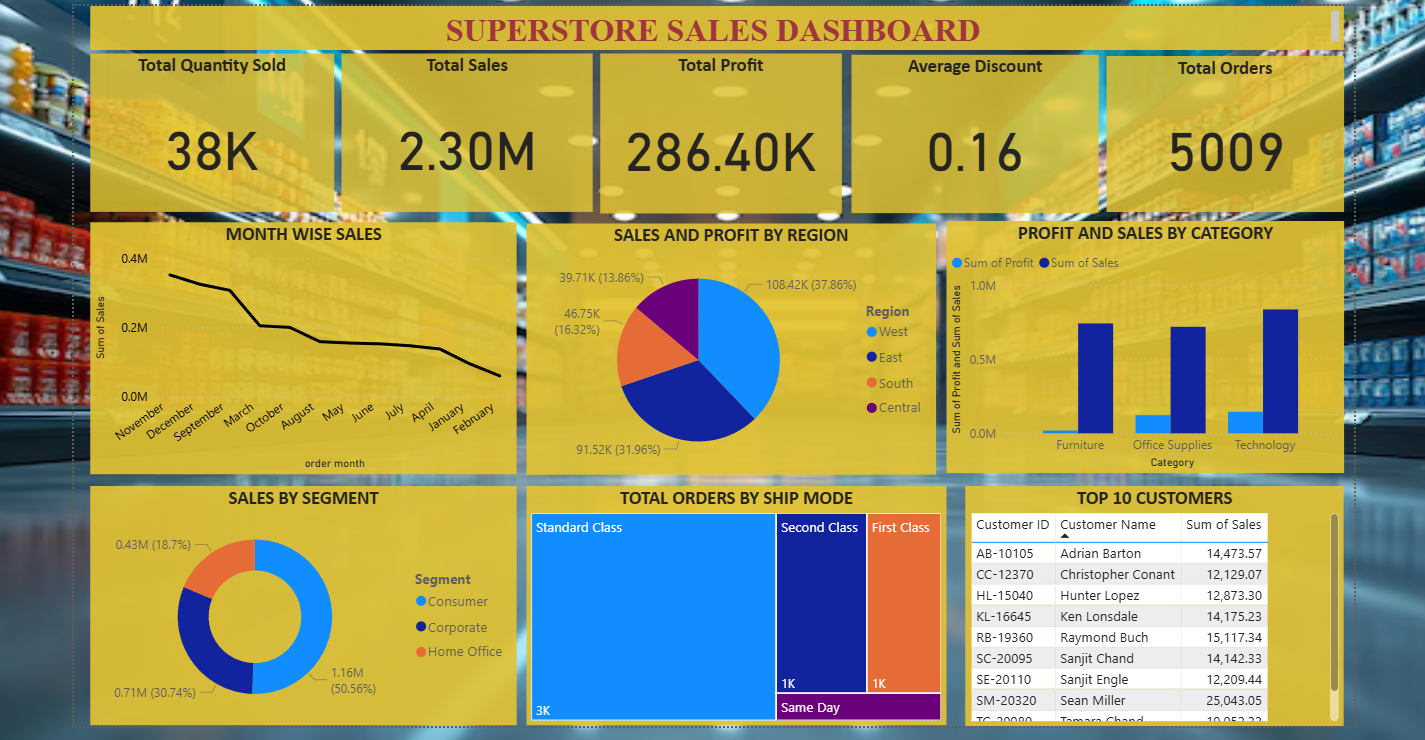 SUPERSTORE SALES DASHBOARD
Total Quantity Sold
38K
Total Sales
2.30M
Total Profit
286.40K
Average Discount
0.16
Total Orders
5009
MONTH WISE SALES
Sum of Sales
0.4M
0.2M
0.0M
November
December
September
March
October
August
May
June
July
April
January
February
order month
SALES AND PROFIT BY REGION
39.71K (13.86%)
108.42K (37.86%)
46.75K
(16.32%)
91.52K (31.96%)
Region
West
East
South
Central
PROFIT AND SALES BY CATEGORY
Sum of Profit Sum of Sales
Sum of Profit and Sum of Sales
1.0M
0.5M
0.0M
Furniture Office Supplies Technology
Category
SALES BY SEGMENT
0.43M (18.7%)
0.71M (30.74%)
1.16M
(50.56%)
Segment
Consumer
Corporate
Home Office
TOTAL ORDERS BY SHIP MODE
Standard Class
3K
Second Class
1K
First Class
1K
Same Day
TOP 10 CUSTOMERS
Customer ID Customer Name Sum of Sales
AB-10105 Adrian Barton 14,473.57
CC-12370 Christopher Conant 12,129.07
HL-15040 Hunter Lopez 12,873.30
KL-16645 Ken Lonsdale 14,175.23
RB-19360 Raymond Buch 15,117.34
SC-20095 Sanjit Chand 14,142.33
SE-20110 Sanjit Engle 12,209.44
SM-20320 Sean Miller 25,043.05
Tamara Chand